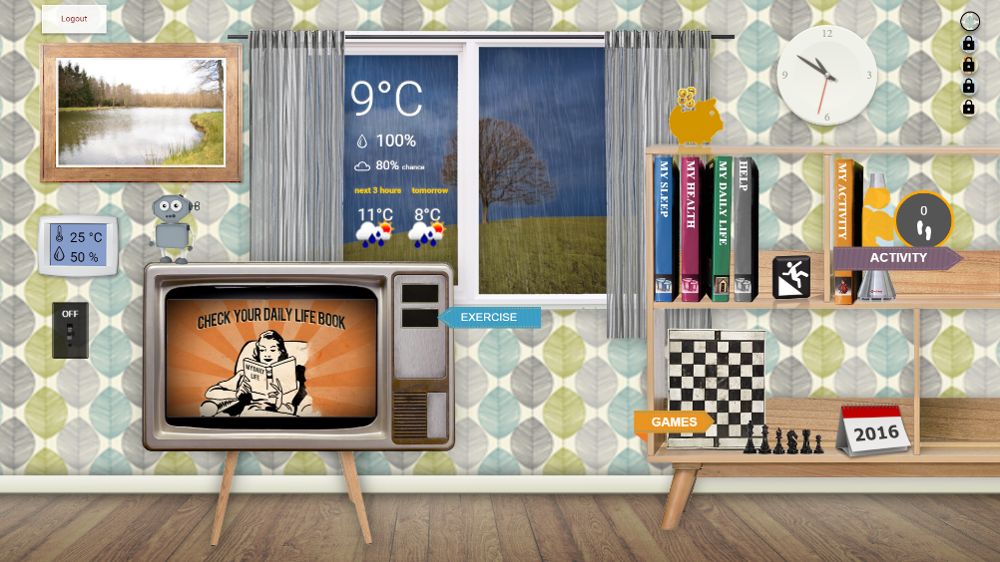 Logout
12
9
3
6
9°C
100%
80% chance
next 3 hours
tomorrow
11°C
8°C
25 °C
50 %
OFF
CHECK YOUR DAILY LIFE BOOK
MY DAILY
LIFE
EXERCISE
MY SLEEP
MY HEALTH
MY DAILY LIFE
HELP
MY ACTIVITY
0
ACTIVITY
GAMES
2016